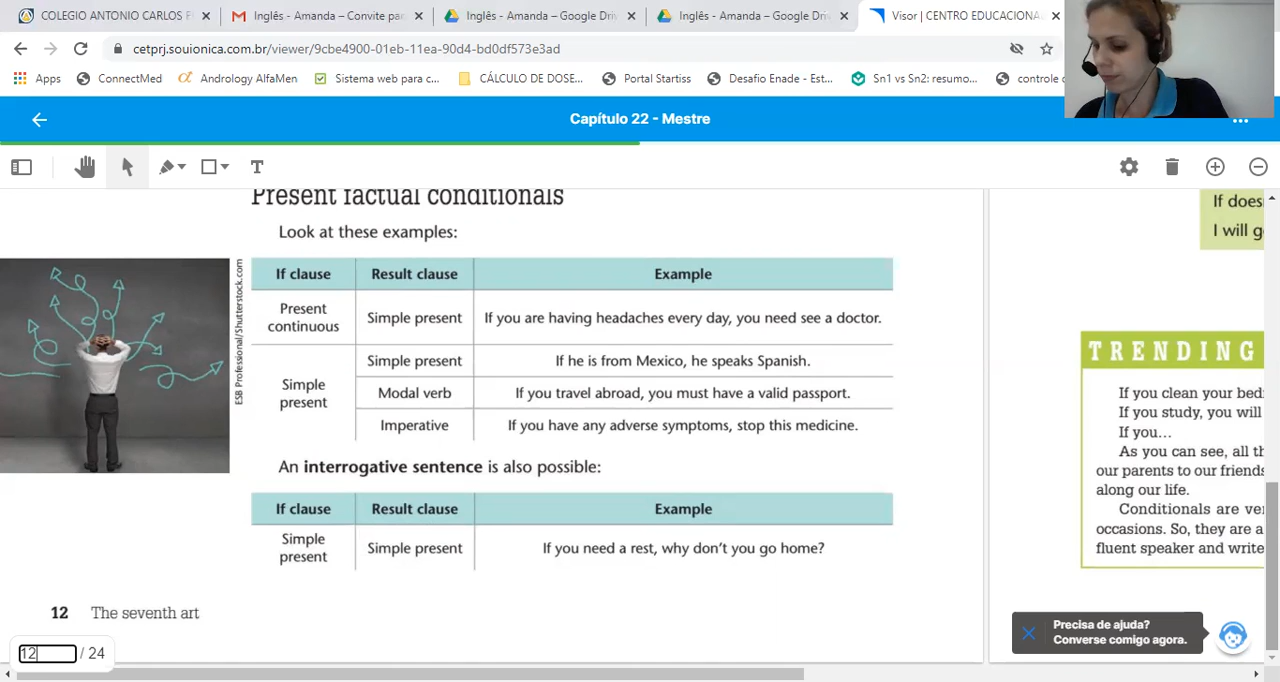 COLEGIO ANTONIO CARLOS F
Inglês - Amanda – Convite par
Inglês - Amanda – Google Driv
Inglês - Amanda – Google Driv
Visor | CENTRO EDUCACIONA
cetprj.souionica.com.br/viewer/9cbe4900-01eb-11ea-90d4-bd0df573e3ad
Apps ConnectMed Andrology AlfaMen Sistema web para c... CÁLCULO DE DOSE... Portal Startiss Desafio Enade - Est... Sn1 vs Sn2: resumo... controle
Capítulo 22 - Mestre
T
Present factual conditionals
Look at these examples:
If clause Result clause Example
Present continuous Simple present If you are having headaches every day, you need see a doctor.
Simple present Simple present If he is from Mexico, he speaks Spanish.
Modal verb If you travel abroad, you must have a valid passport.
Imperative If you have any adverse symptoms, stop this medicine.
ESB Professional/Shutterstock.com
An interrogative sentence is also possible:
If clause Result clause Example
Simple present Simple present If you need a rest, why don't you go home?
12 The seventh art
12 / 24
If does
I will g
TRENDING
If you clean your bed
If you study, you will
If you...
As you can see, all th
our parents to our friends
along our life.
Conditionals are ver
occasions. So, they are a
fluent speaker and write
Precisa de ajuda?
Converse comigo agora.